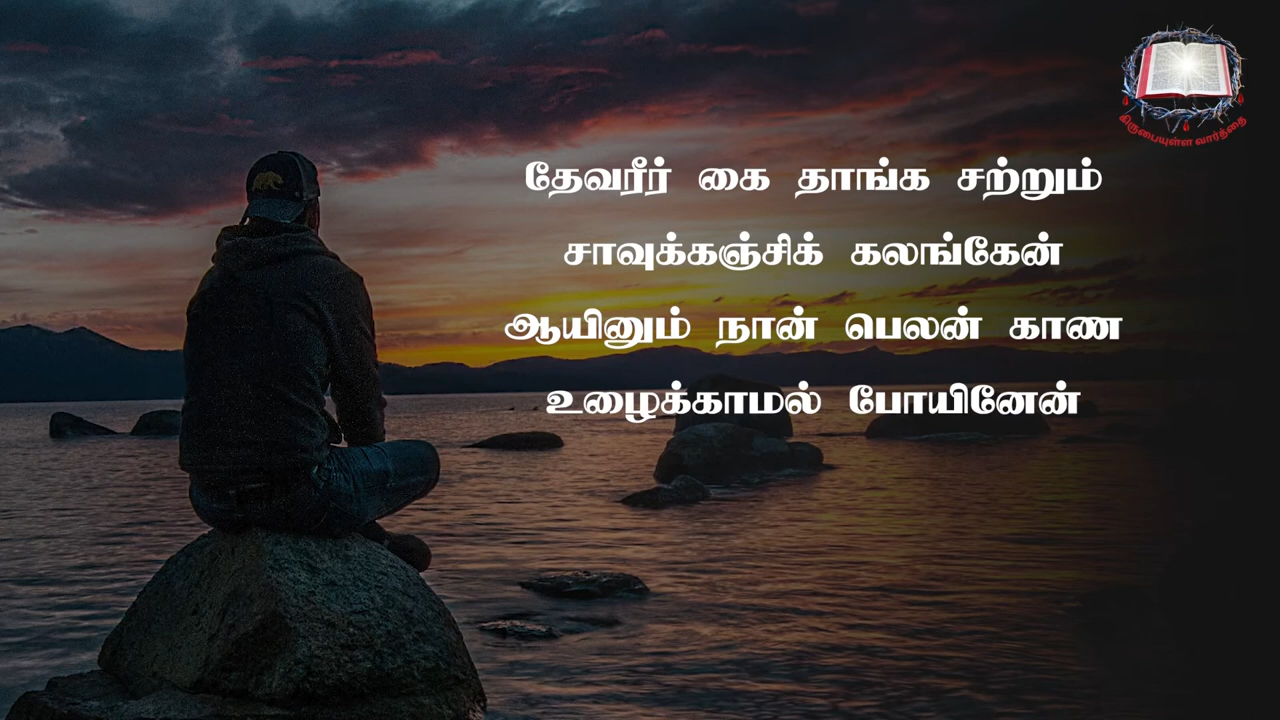 கிருபையுள்ள வார்த்தை
தேவரீர் கை தாங்க சற்றும்
சாவுக்கஞ்சிக் கலங்கேன்
ஆயினும் நான் பெலன் காண
உழைக்காமல் போயினேன்